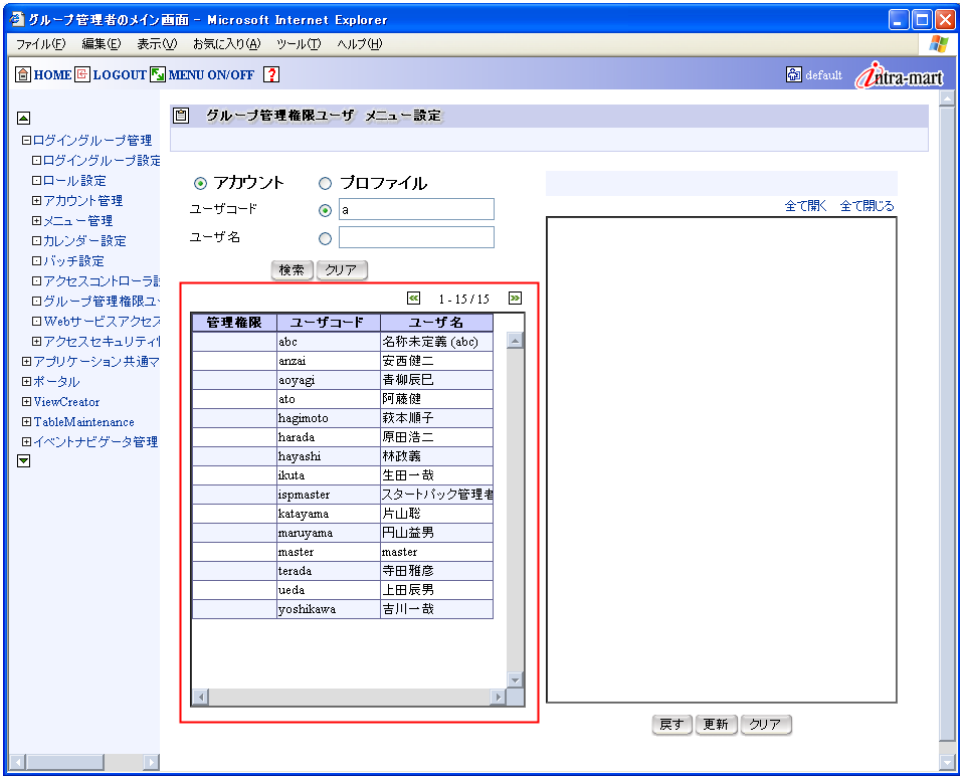 グループ管理者のメイン画面 - Microsoft Internet Explorer
ファイル(F) 編集(E) 表示(V) お気に入り(A) ツール(T) ヘルプ(H)
HOME LOGOUT MENU ON/OFF ? default intra-mart
グループ管理権限ユーザ メニュー設定
ログイングループ管理
ログイングループ設定
ロール設定
アカウント管理
メニュー管理
カレンダー設定
バッチ設定
アクセスコントローラ設
グループ管理権限ユー
Webサービスアクセス
アクセスセキュリティ
アプリケーション共通マ
ポータル
ViewCreator
TableMaintenance
イベントナビゲータ管理
アカウント プロファイル
ユーザコード a
ユーザ名
検索 クリア
1 - 15 / 15
管理権限 ユーザコード ユーザ名
abc 名称未定義 (abc)
anzai 安西健二
aoyagi 青柳辰巳
ato 阿藤健
hagimoto 萩本順子
harada 原田浩二
hayashi 林政義
ikuta 生田一哉
ispmaster スタートパック管理者
katayama 片山聡
maruyama 円山益男
master master
terada 寺田雅彦
ueda 上田辰男
yoshikawa 吉川一哉
全て開く 全て閉じる
戻す 更新 クリア